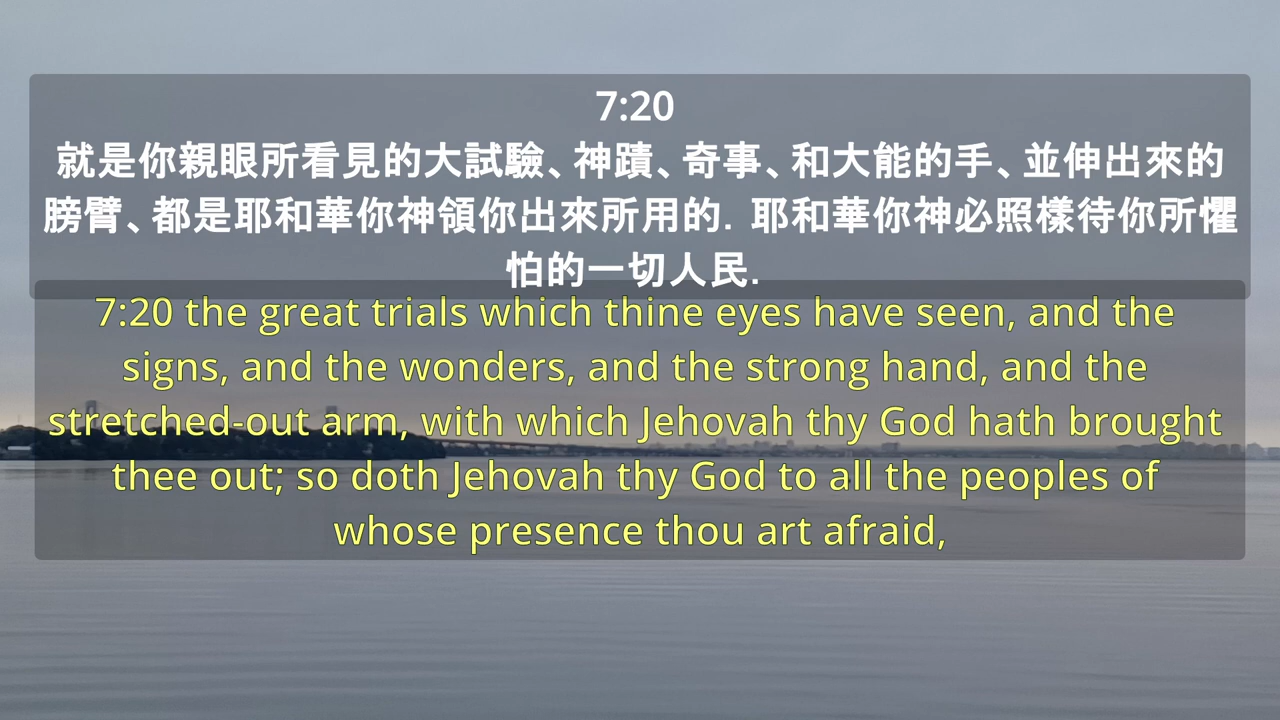 7:20
就是你親眼所看見的大試驗、神蹟、奇事、和大能的手、並伸出來的
膀臂、都是耶和華你神領你出來所用的. 耶和華你神必照樣待你所懼
怕的一切人民.
7:20 the great trials which thine eyes have seen, and the
signs, and the wonders, and the strong hand, and the
stretched-out arm, with which Jehovah thy God hath brought
thee out; so doth Jehovah thy God to all the peoples of
whose presence thou art afraid,